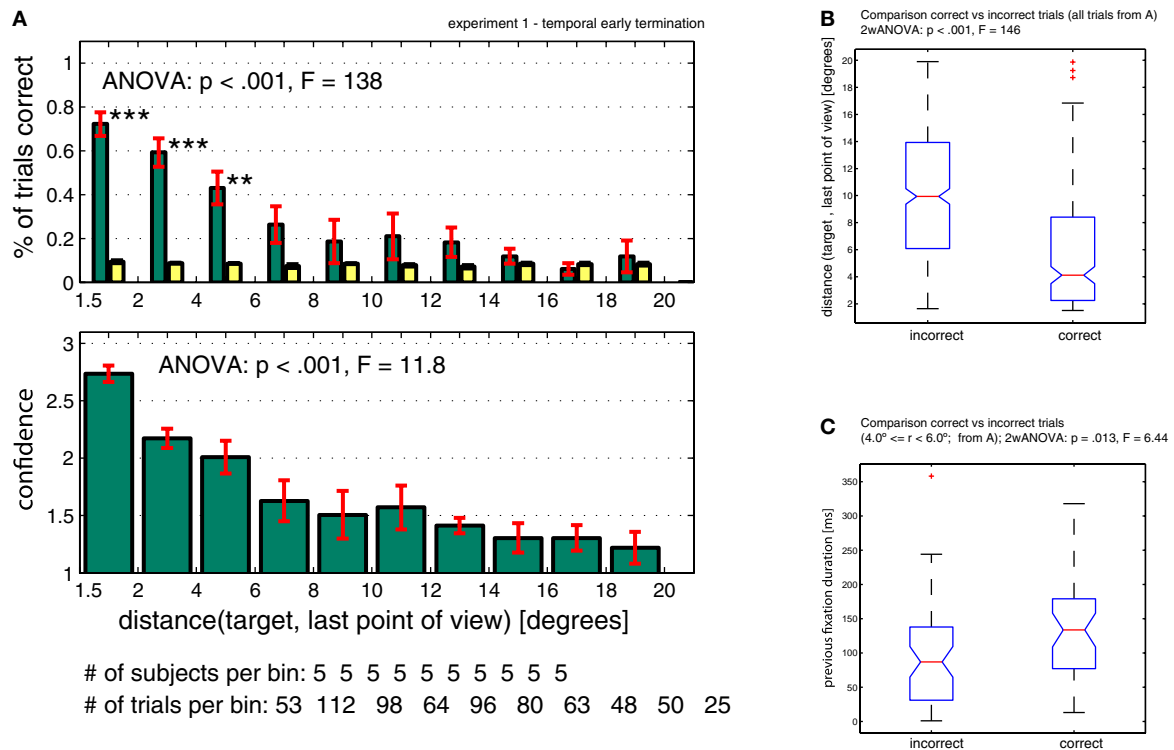 A
experiment 1 - temporal early termination
ANOVA: p < .001, F = 138
% of trials correct
1
0.8
0.6
0.4
0.2
0
***
***
**
1.5 2 4 6 8 10 12 14 16 18 20
ANOVA: p < .001, F = 11.8
confidence
3
2.5
2
1.5
1
1.5 2 4 6 8 10 12 14 16 18 20
distance(target, last point of view) [degrees]
# of subjects per bin: 5 5 5 5 5 5 5 5 5 5
# of trials per bin: 53 112 98 64 96 80 63 48 50 25
B
Comparison correct vs incorrect trials (all trials from A)
2wANOVA: p < .001, F = 146
distance (target , last point of view) [degrees]
20
18
16
14
12
10
8
6
4
2
incorrect correct
C
Comparison correct vs incorrect trials
(4.0º <= r < 6.0º; from A); 2wANOVA: p = .013, F = 6.44
previous fixation duration [ms]
350
300
250
200
150
100
50
0
incorrect correct